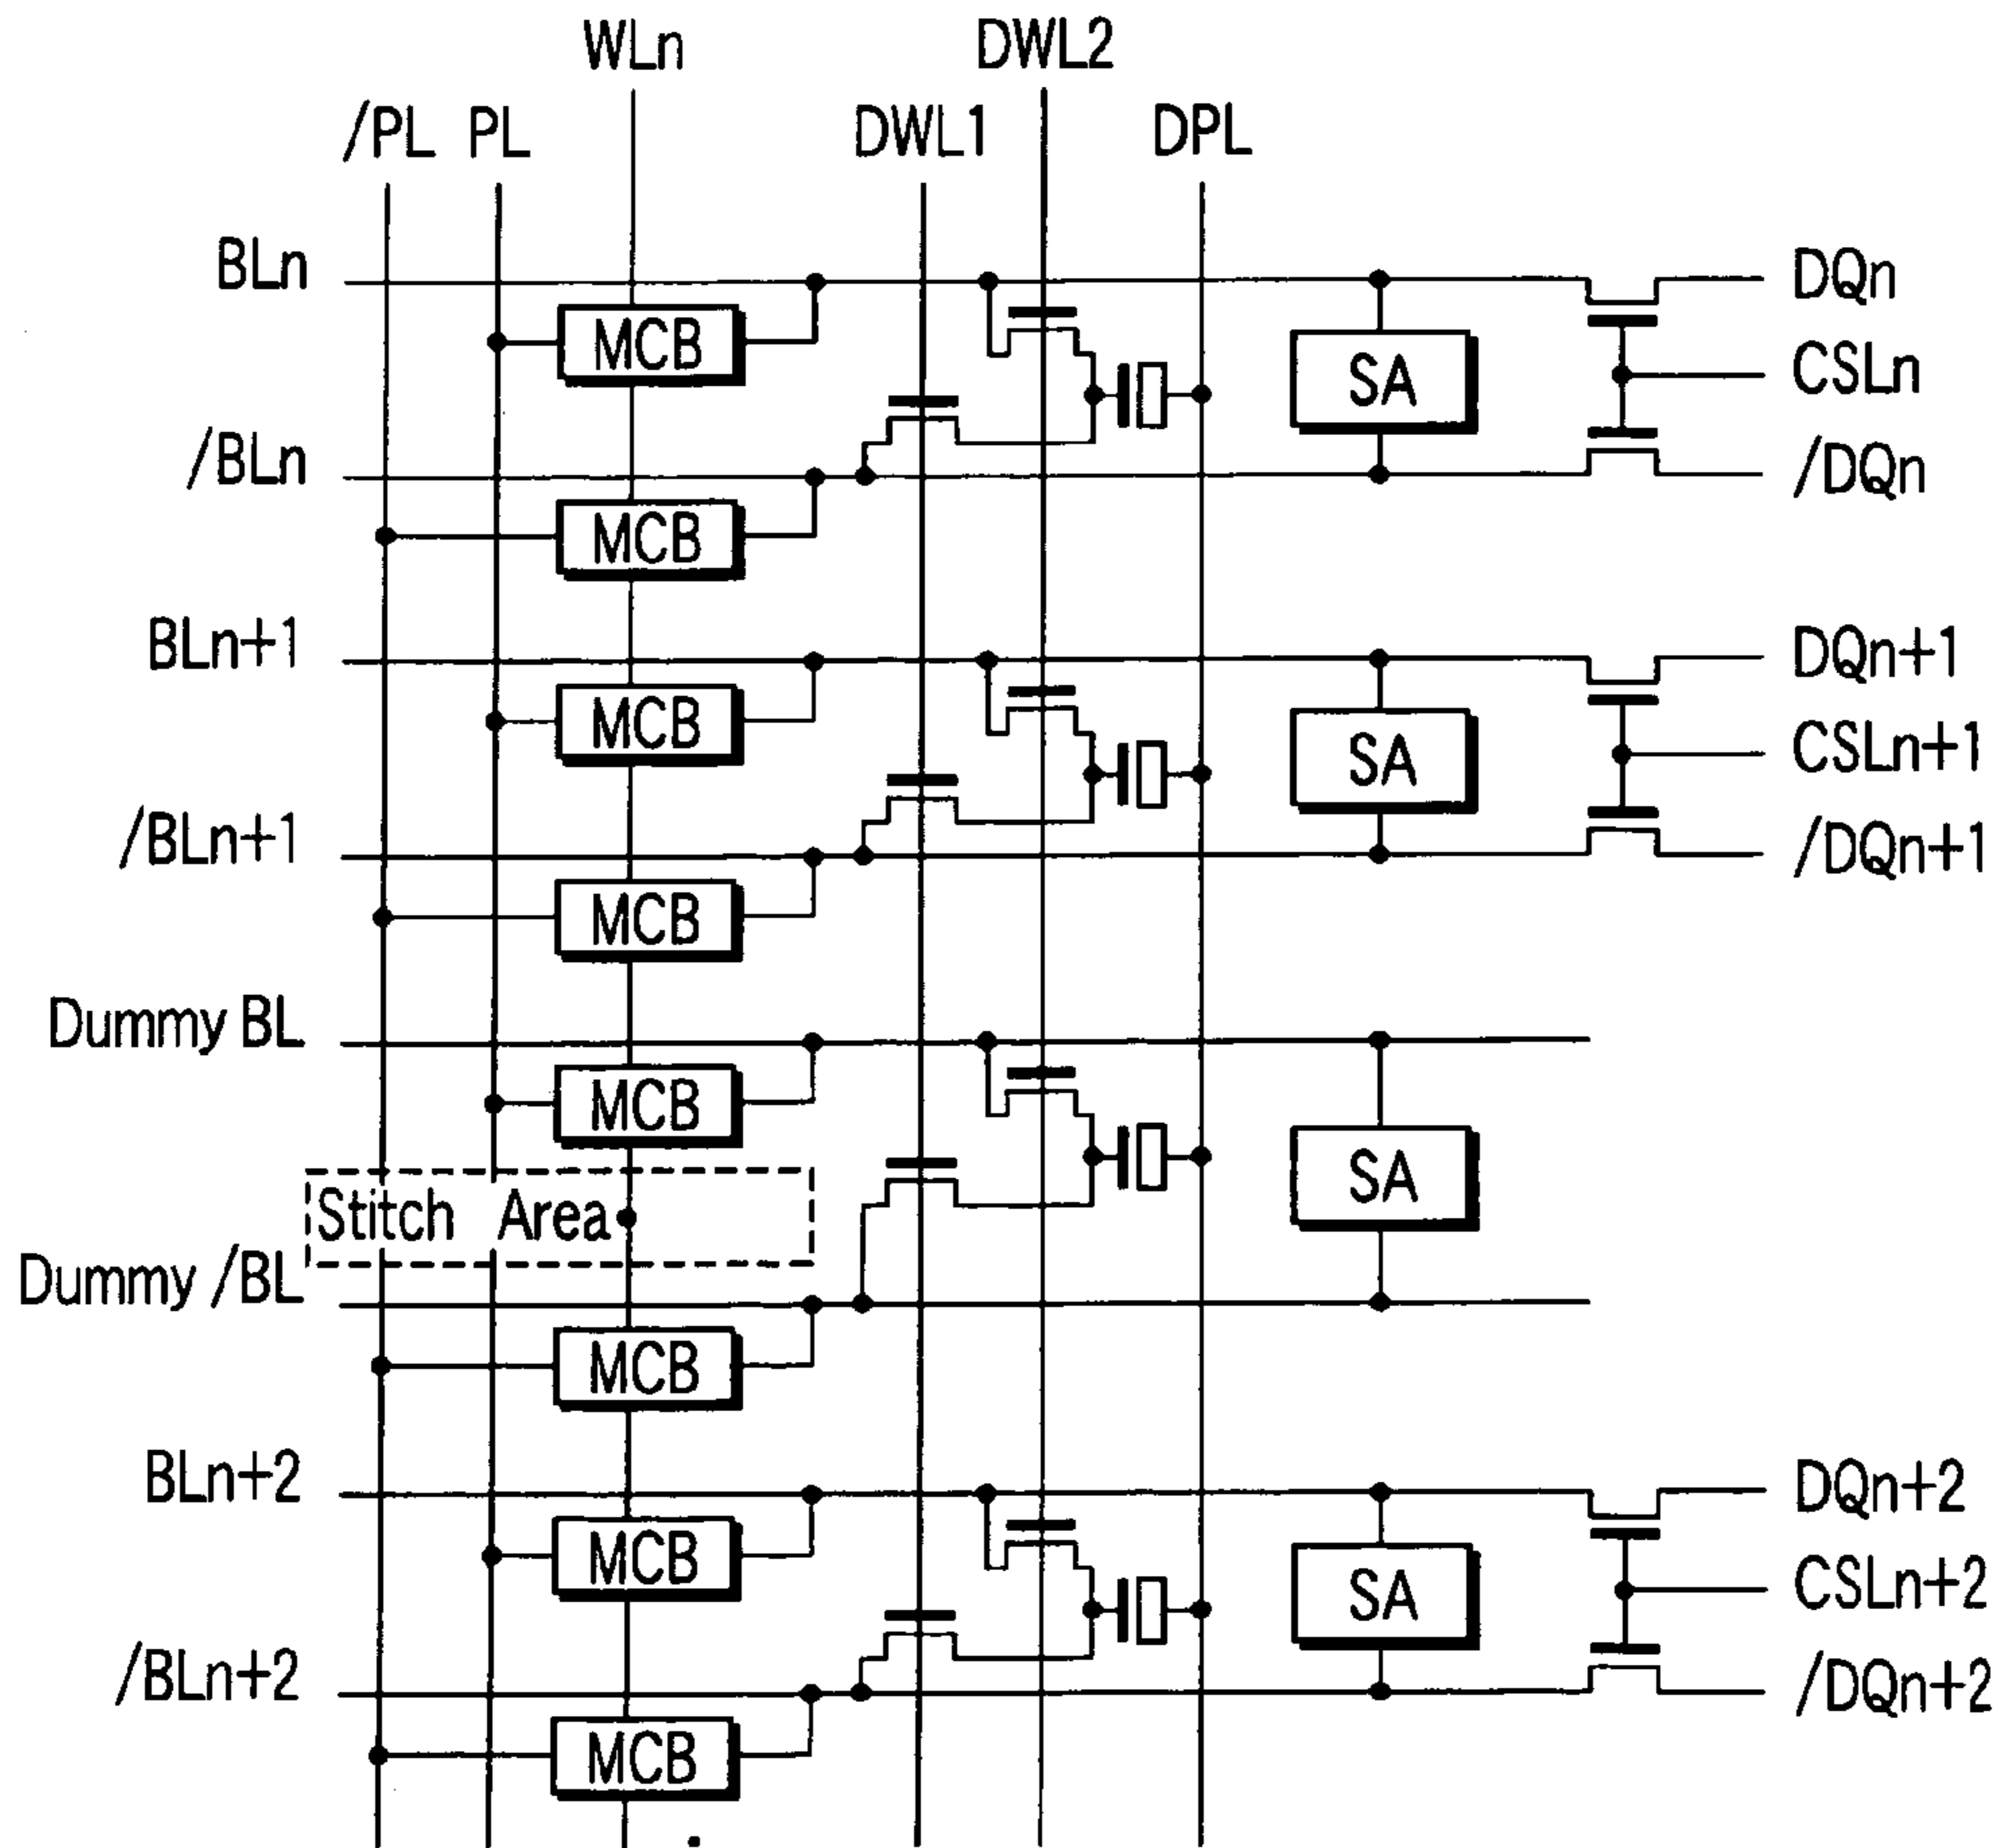 WLn DWL2
/PL PL DWL1 DPL
BLn DQn
MCB SA CSLn
/BLn /DQn
MCB
BLn+1 DQn+1
MCB SA CSLn+1
/BLn+1 /DQn+1
MCB
Dummy BL
MCB SA
Stitch Area
Dummy /BL
MCB
BLn+2 DQn+2
MCB SA CSLn+2
/BLn+2 /DQn+2
MCB